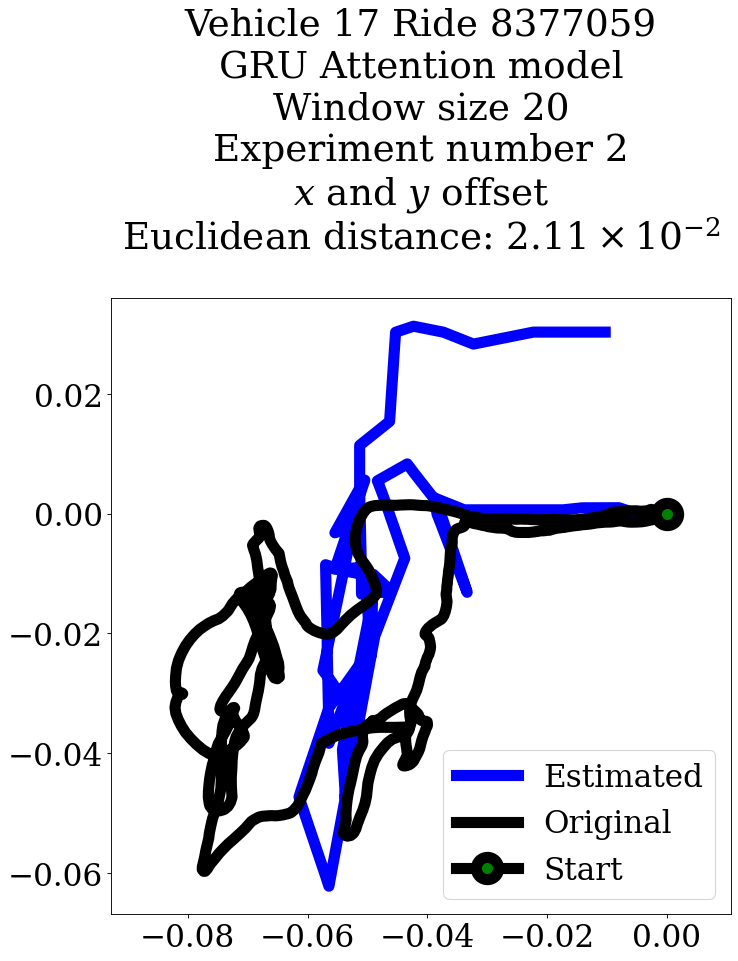 Vehicle 17 Ride 8377059
GRU Attention model
Window size 20
Experiment number 2
x and y offset
Euclidean distance: 2.11 × 10⁻²
0.02
0.00
−0.02
−0.04
−0.06
Estimated
Original
Start
−0.08 −0.06 −0.04 −0.02 0.00